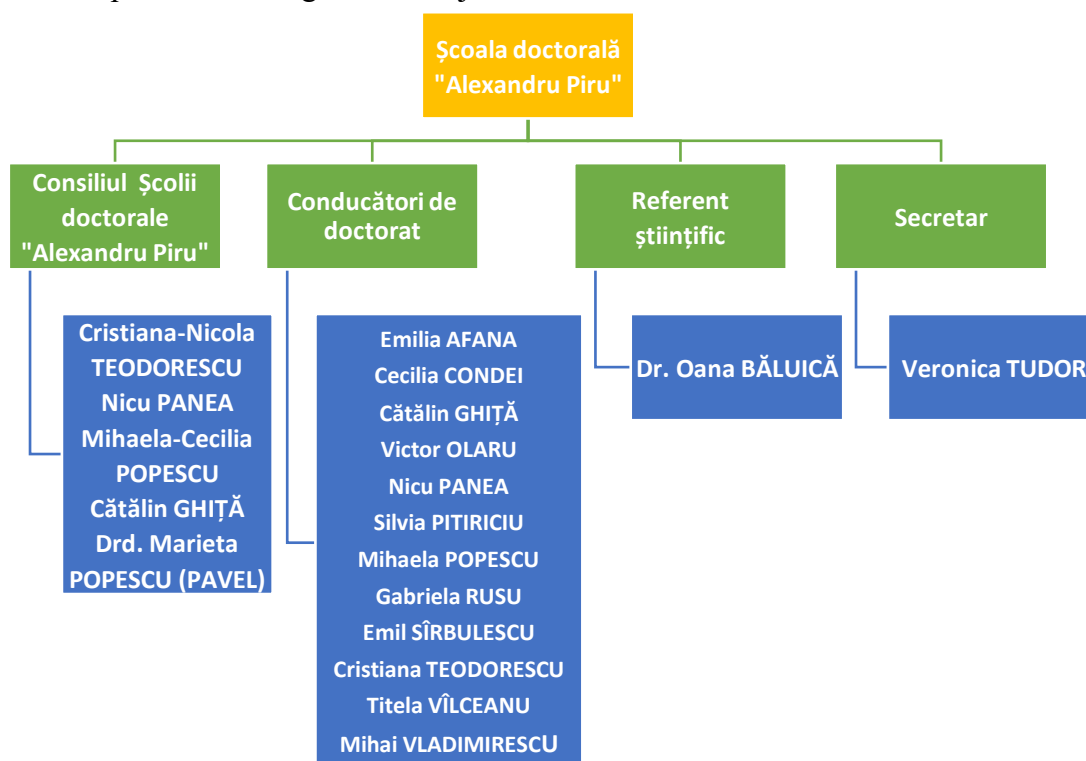 Școala doctorală
"Alexandru Piru"
Consiliul Școlii
doctorale
"Alexandru Piru"
Conducători de
doctorat
Referent
științific
Secretar
Cristiana-Nicola
TEODORESCU
Nicu PANEA
Mihaela-Cecilia
POPESCU
Cătălin GHIȚĂ
Drd. Marieta
POPESCU (PAVEL)
Emilia AFANA
Cecilia CONDEI
Cătălin GHIȚĂ
Victor OLARU
Nicu PANEA
Silvia PITIRICIU
Mihaela POPESCU
Gabriela RUSU
Emil SÎRBULESCU
Cristiana TEODORESCU
Titela VÎLCEANU
Mihai VLADIMIRESCU
Dr. Oana BĂLUICĂ
Veronica TUDOR